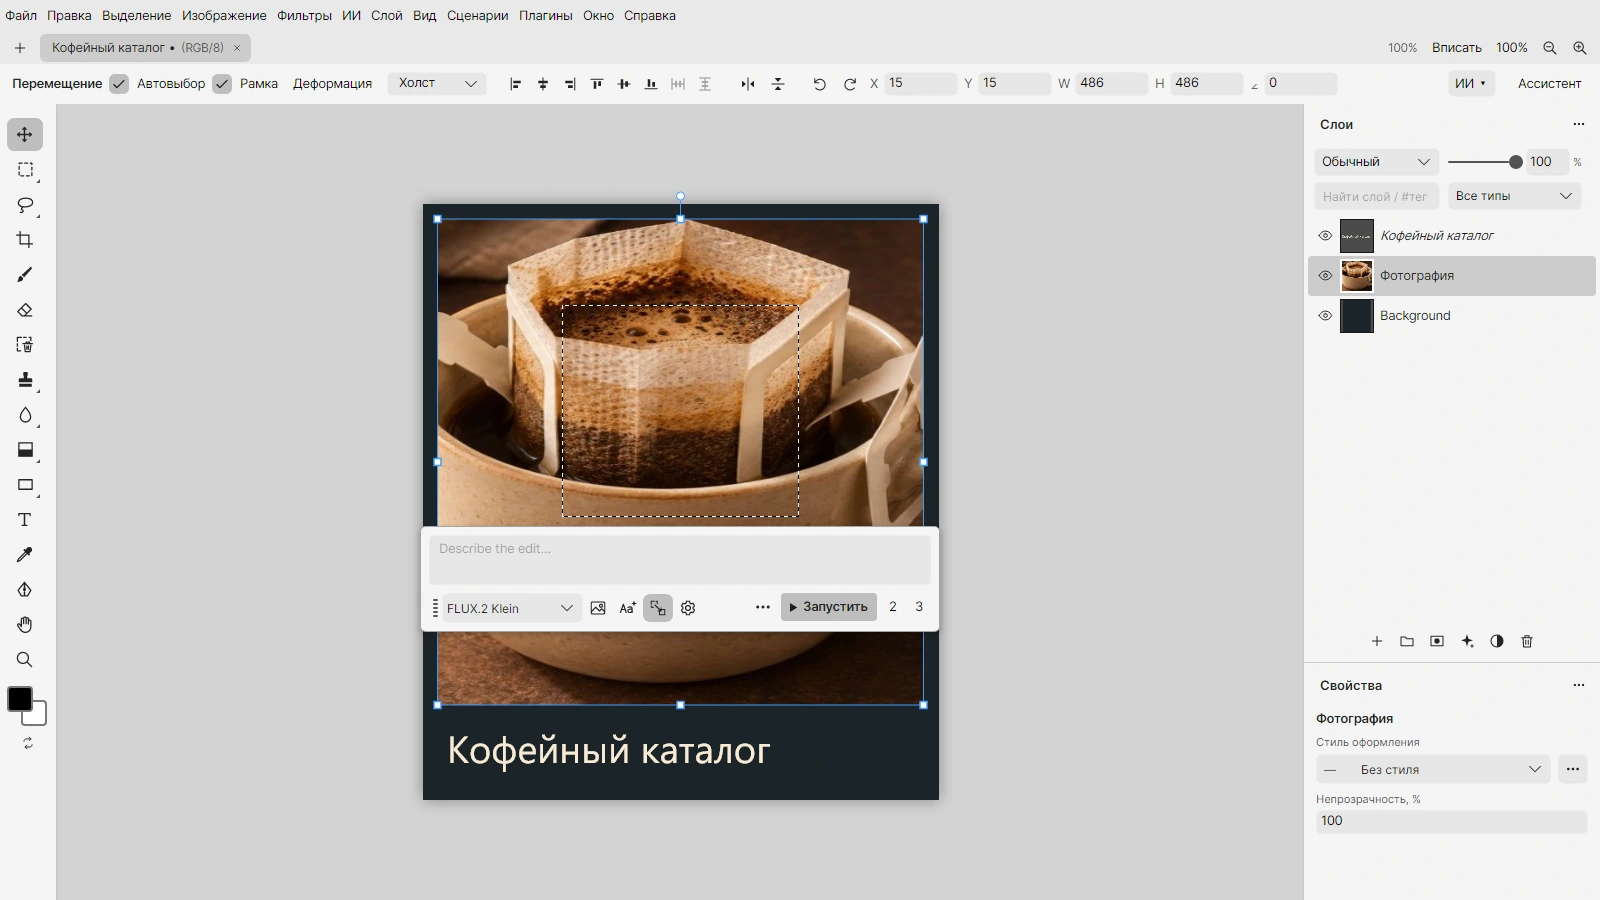 Файл Правка Выделение Изображение Фильтры ИИ Слой Вид Сценарии Плагины Окно Справка
+ Кофейный каталог • (RGB/8) × 100% Вписать 100%
Перемещение Автовыбор Рамка Деформация Холст X 15 Y 15 W 486 H 486 ∠ 0 ИИ Ассистент
Слои
Обычный 100 %
Найти слой / #тег Все типы
Кофейный каталог
Фотография
Background
Describe the edit...
FLUX.2 Klein Aa Запустить 2 3
Кофейный каталог
Свойства
Фотография
Стиль оформления
— Без стиля
Непрозрачность, %
100